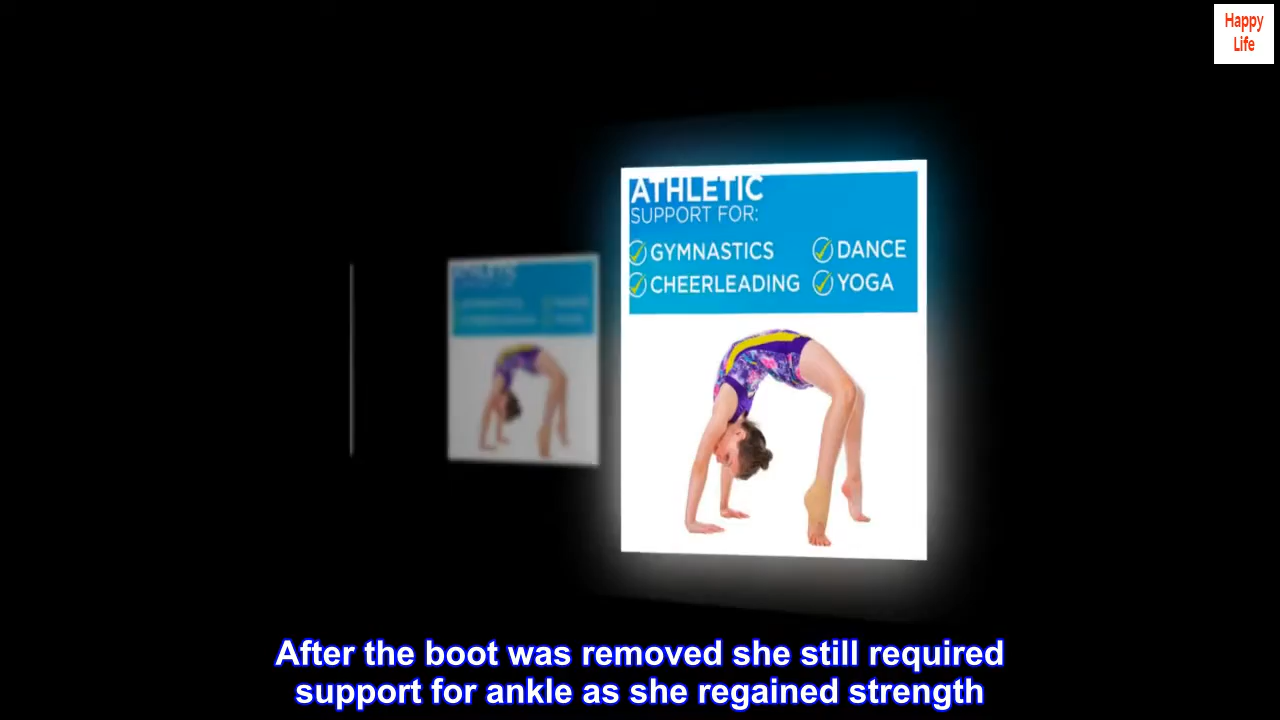 Happy
Life
ATHLETIC
SUPPORT FOR:
GYMNASTICS DANCE
CHEERLEADING YOGA
ATHLETIC
After the boot was removed she still required
support for ankle as she regained strength